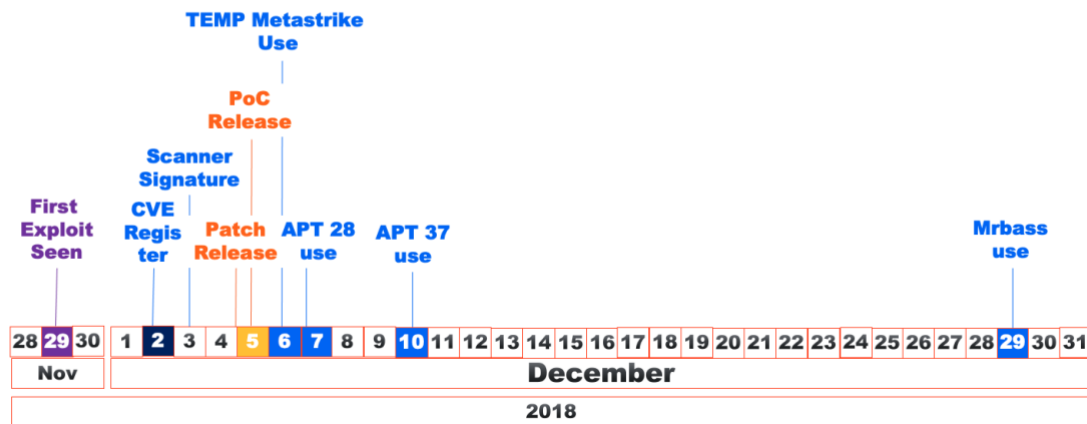 TEMP Metastrike
Use
PoC
Release
Scanner
Signature
First
Exploit
Seen
CVE
Regis
ter
Patch
Release
APT 28
use
APT 37
use
Mrbass
use
28 29 30 1 2 3 4 5 6 7 8 9 10 11 12 13 14 15 16 17 18 19 20 21 22 23 24 25 26 27 28 29 30 31
Nov December
2018